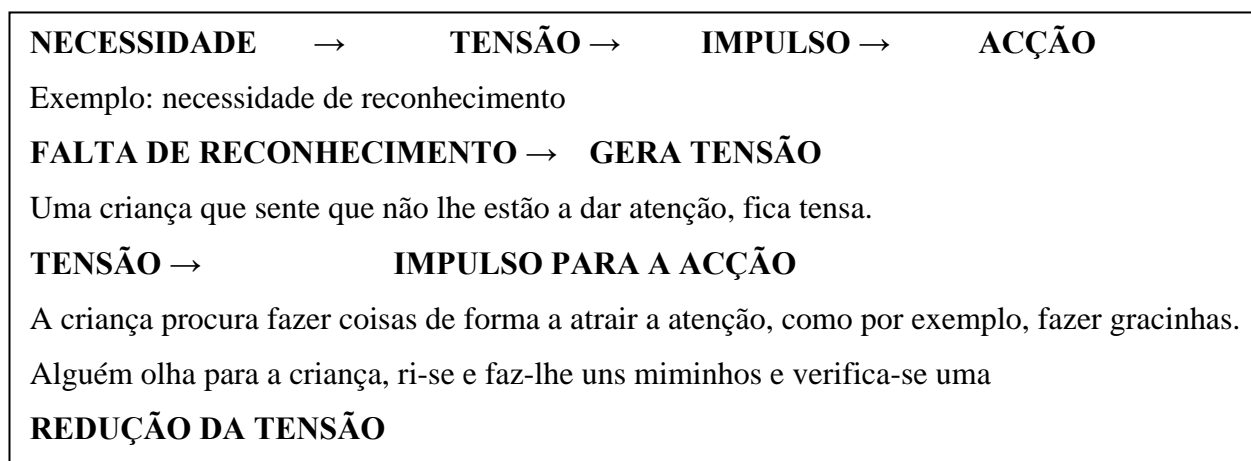 NECESSIDADE → TENSÃO → IMPULSO → ACÇÃO
Exemplo: necessidade de reconhecimento
FALTA DE RECONHECIMENTO → GERA TENSÃO
Uma criança que sente que não lhe estão a dar atenção, fica tensa.
TENSÃO → IMPULSO PARA A ACÇÃO
A criança procura fazer coisas de forma a atrair a atenção, como por exemplo, fazer gracinhas.
Alguém olha para a criança, ri-se e faz-lhe uns miminhos e verifica-se uma
REDUÇÃO DA TENSÃO